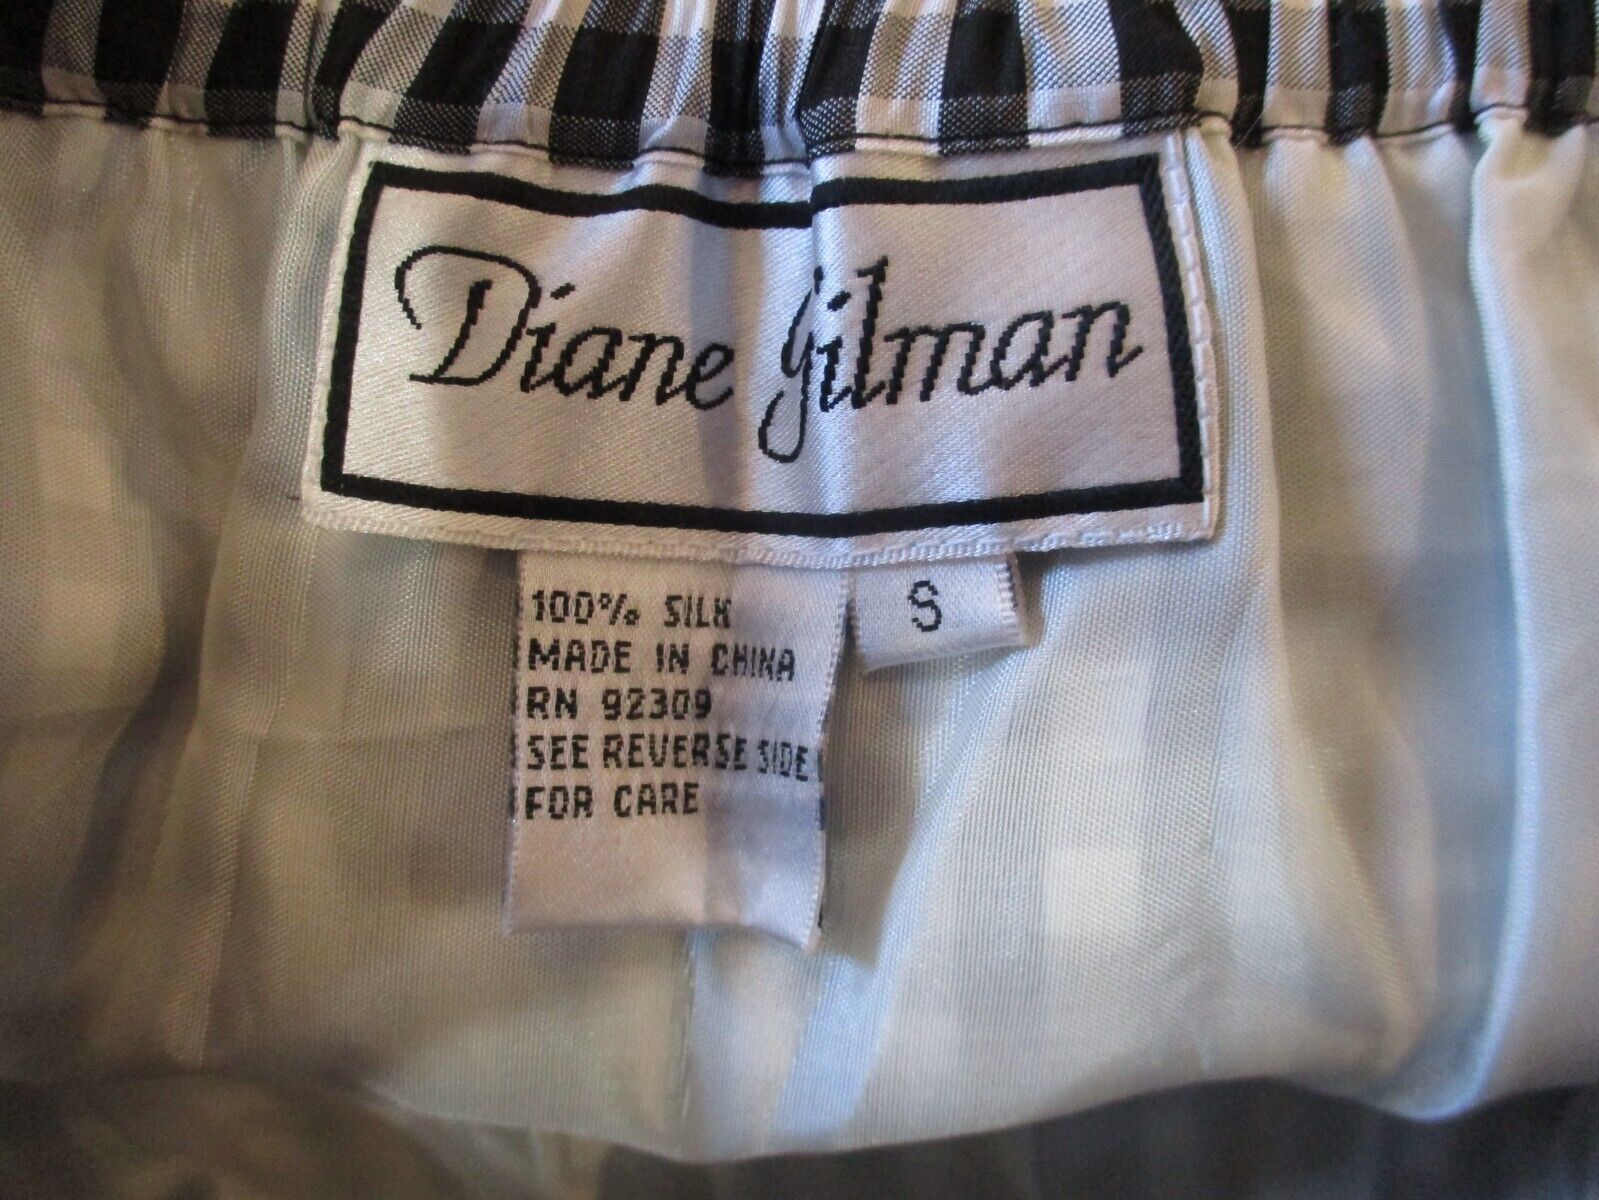 Diane Gilman
100% SILK
MADE IN CHINA
RN 92309
SEE REVERSE SIDE
FOR CARE
S